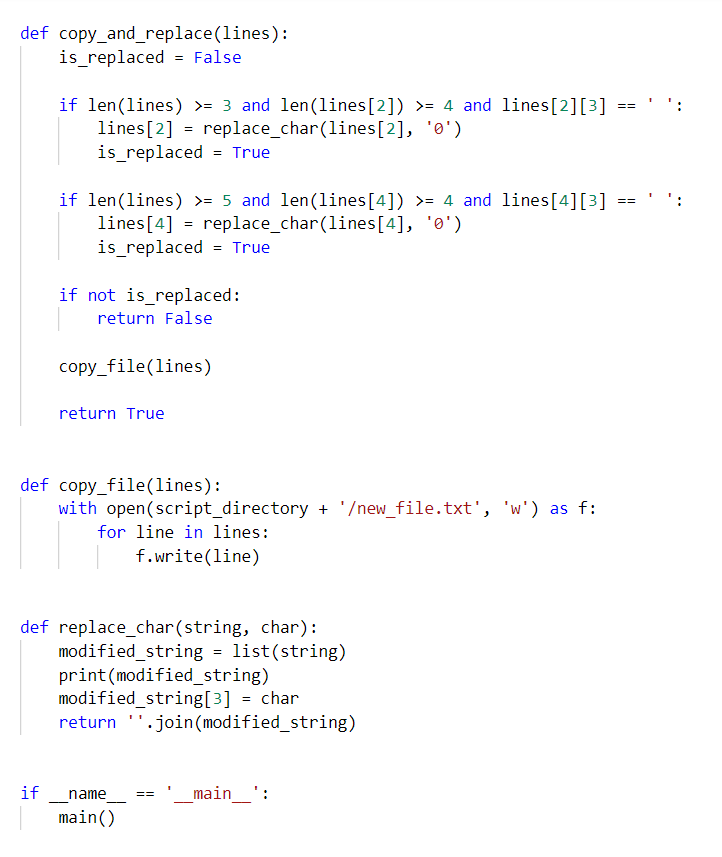 def copy_and_replace(lines):
    is_replaced = False

    if len(lines) >= 3 and len(lines[2]) >= 4 and lines[2][3] == ' ':
        lines[2] = replace_char(lines[2], '0')
        is_replaced = True

    if len(lines) >= 5 and len(lines[4]) >= 4 and lines[4][3] == ' ':
        lines[4] = replace_char(lines[4], '0')
        is_replaced = True

    if not is_replaced:
        return False

    copy_file(lines)

    return True


def copy_file(lines):
    with open(script_directory + '/new_file.txt', 'w') as f:
        for line in lines:
            f.write(line)


def replace_char(string, char):
    modified_string = list(string)
    print(modified_string)
    modified_string[3] = char
    return ''.join(modified_string)


if __name__ == '__main__':
    main()